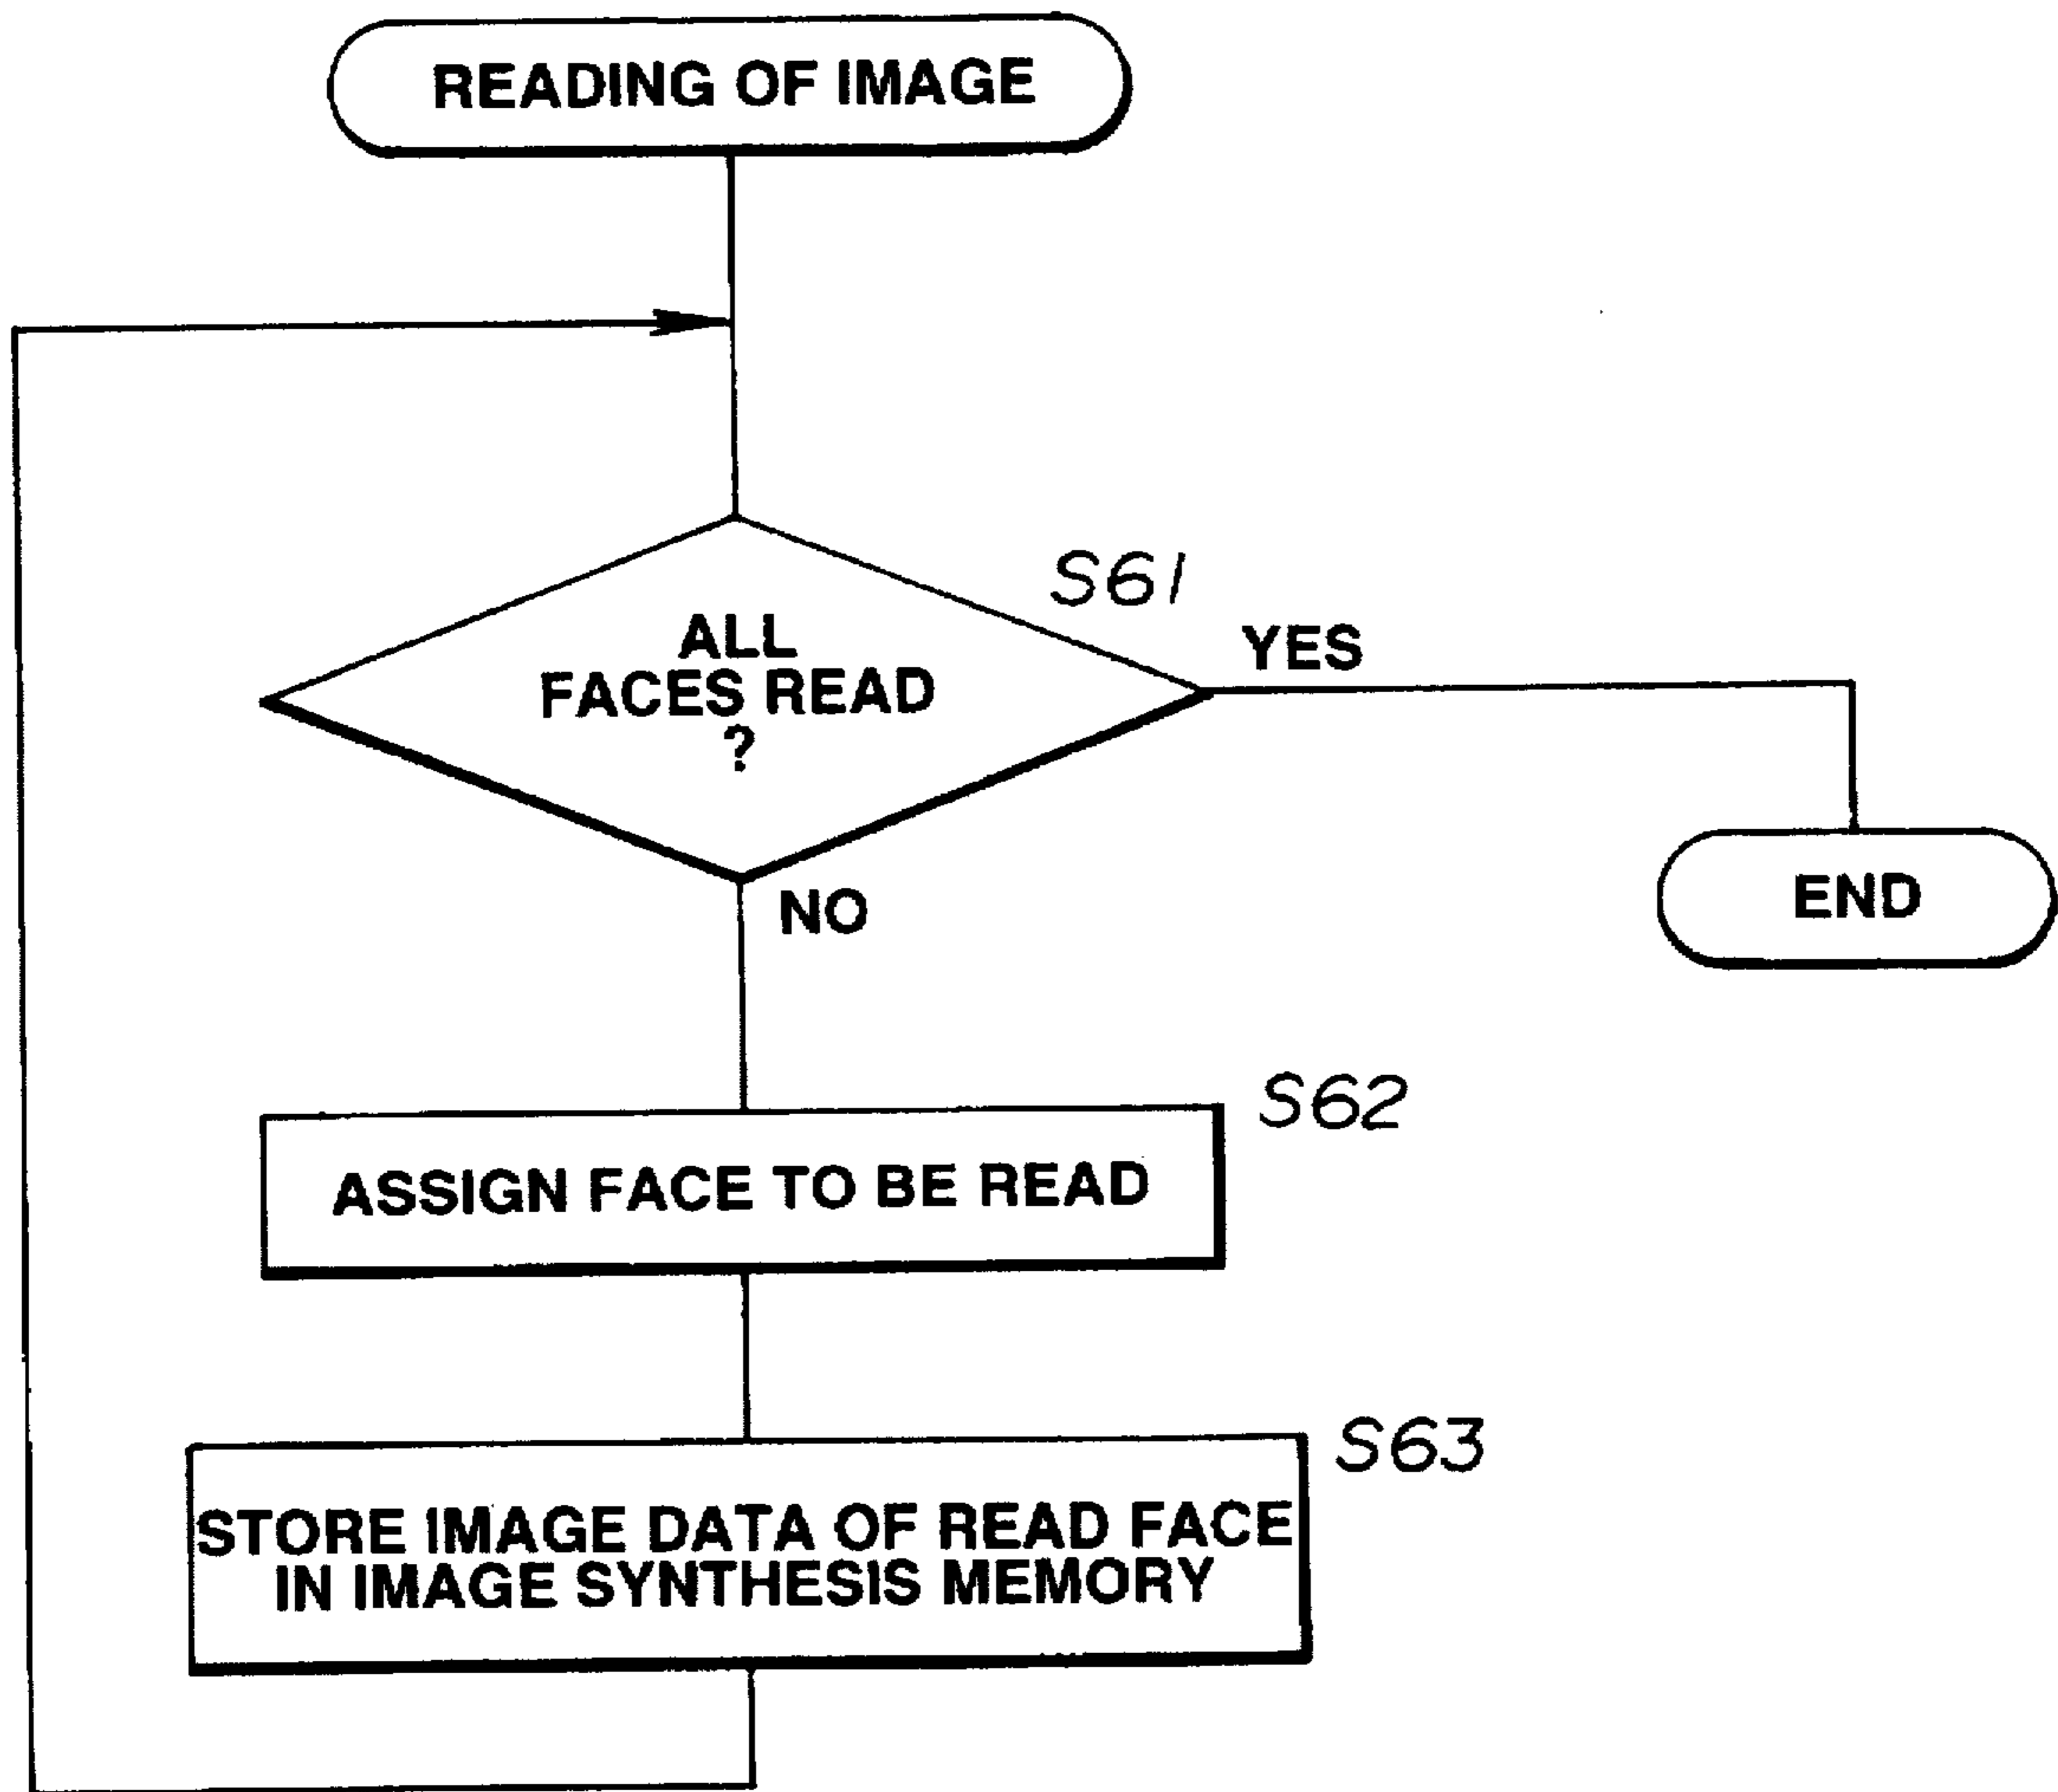 READING OF IMAGE
S61
ALL
FACES READ
?
YES
NO
END
S62
ASSIGN FACE TO BE READ
S63
STORE IMAGE DATA OF READ FACE
IN IMAGE SYNTHESIS MEMORY